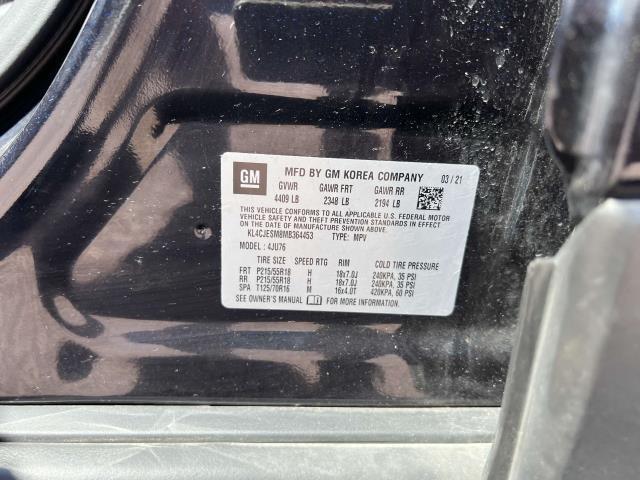 GM MFD BY GM KOREA COMPANY 03 / 21
GVWR GAWR FRT GAWR RR
4409 LB 2348 LB 2194 LB
THIS VEHICLE CONFORMS TO ALL APPLICABLE U.S. FEDERAL MOTOR
VEHICLE SAFETY AND THEFT PREVENTION STANDARDS IN EFFECT
ON THE DATE OF MANUFACTURE SHOWN ABOVE.
KL4CJESM8MB364453 TYPE: MPV
MODEL : 4JU76
TIRE SIZE SPEED RTG RIM COLD TIRE PRESSURE
FRT P215/55R18 H 18x7.0J 240KPA, 35 PSI
RR P215/55R18 H 18x7.0J 240KPA, 35 PSI
SPA T125/70R16 16x4.0T 420KPA, 60 PSI
SEE OWNER'S MANUAL FOR MORE INFORMATION.